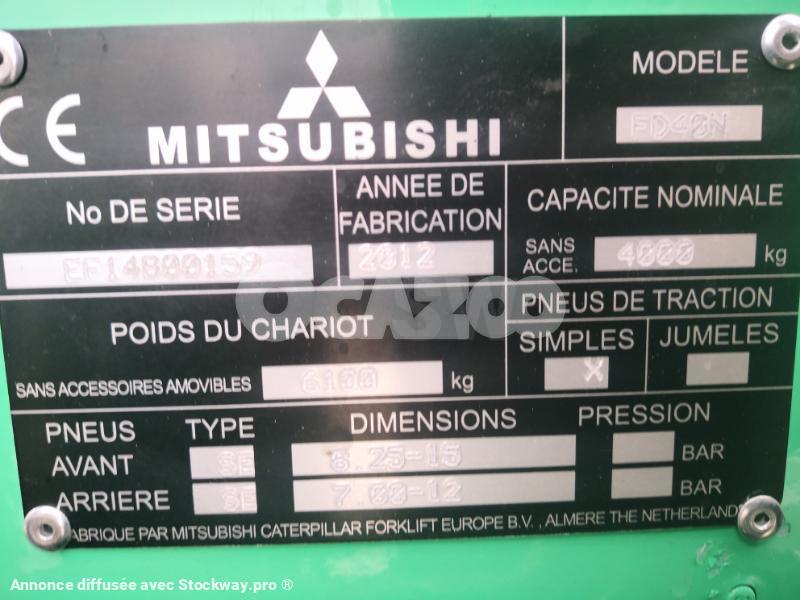 CE
MITSUBISHI
MODELE
FD40N
No DE SERIE
EF14B00159
ANNEE DE
FABRICATION
2012
CAPACITE NOMINALE
SANS
ACCE.
4000 kg
OCAZOO
POIDS DU CHARIOT
SANS ACCESSOIRES AMOVIBLES 6100 kg
PNEUS DE TRACTION
SIMPLES
X
JUMELES
PNEUS TYPE DIMENSIONS PRESSION
AVANT SE 8.25-15 BAR
ARRIERE SE 7.00-12 BAR
FABRIQUE PAR MITSUBISHI CATERPILLAR FORKLIFT EUROPE B.V. , ALMERE THE NETHERLAND
Annonce diffusée avec Stockway.pro ®